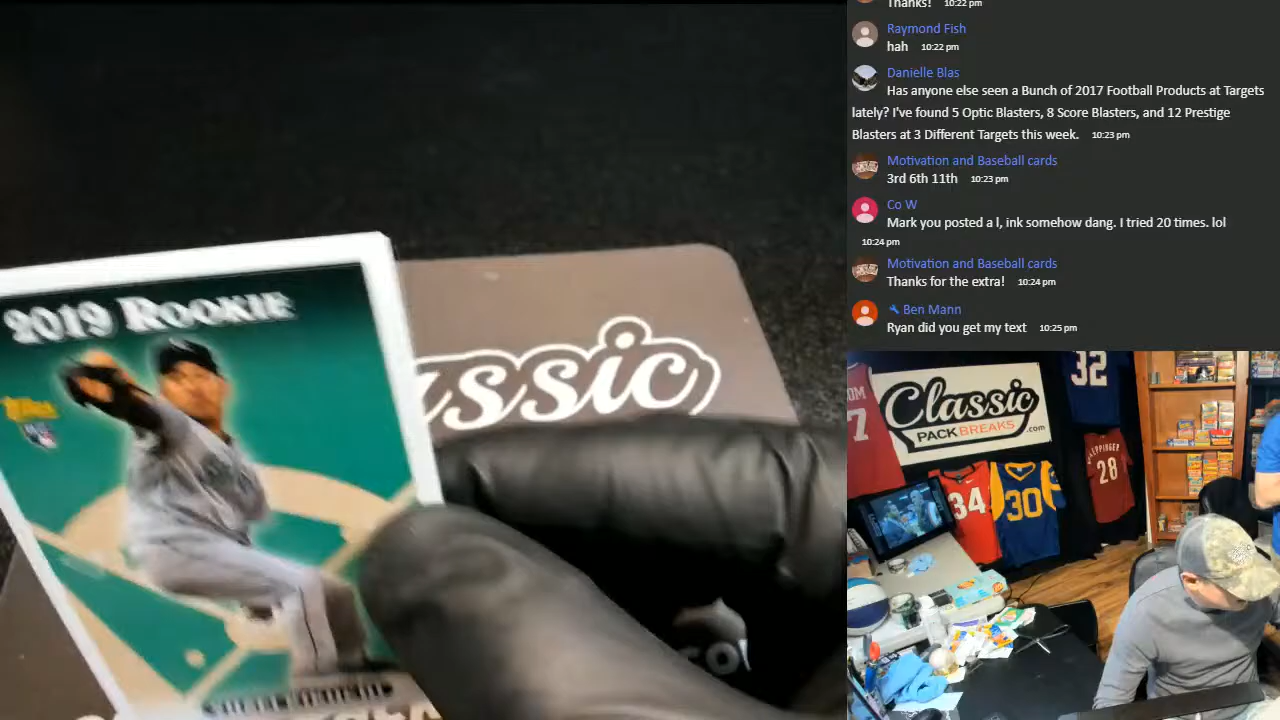 Thanks! 10:22 pm
Raymond Fish
hah 10:22 pm
Danielle Blas
Has anyone else seen a Bunch of 2017 Football Products at Targets
lately? I've found 5 Optic Blasters, 8 Score Blasters, and 12 Prestige
Blasters at 3 Different Targets this week. 10:23 pm
Motivation and Baseball cards
3rd 6th 11th 10:23 pm
Co W
Mark you posted a l, ink somehow dang. I tried 20 times. lol
10:24 pm
Motivation and Baseball cards
Thanks for the extra! 10:24 pm
Ben Mann
Ryan did you get my text 10:25 pm
2019 ROOKIE
Topps
assic
32
Classic
PACKBREAKS.com
7
34
30
28